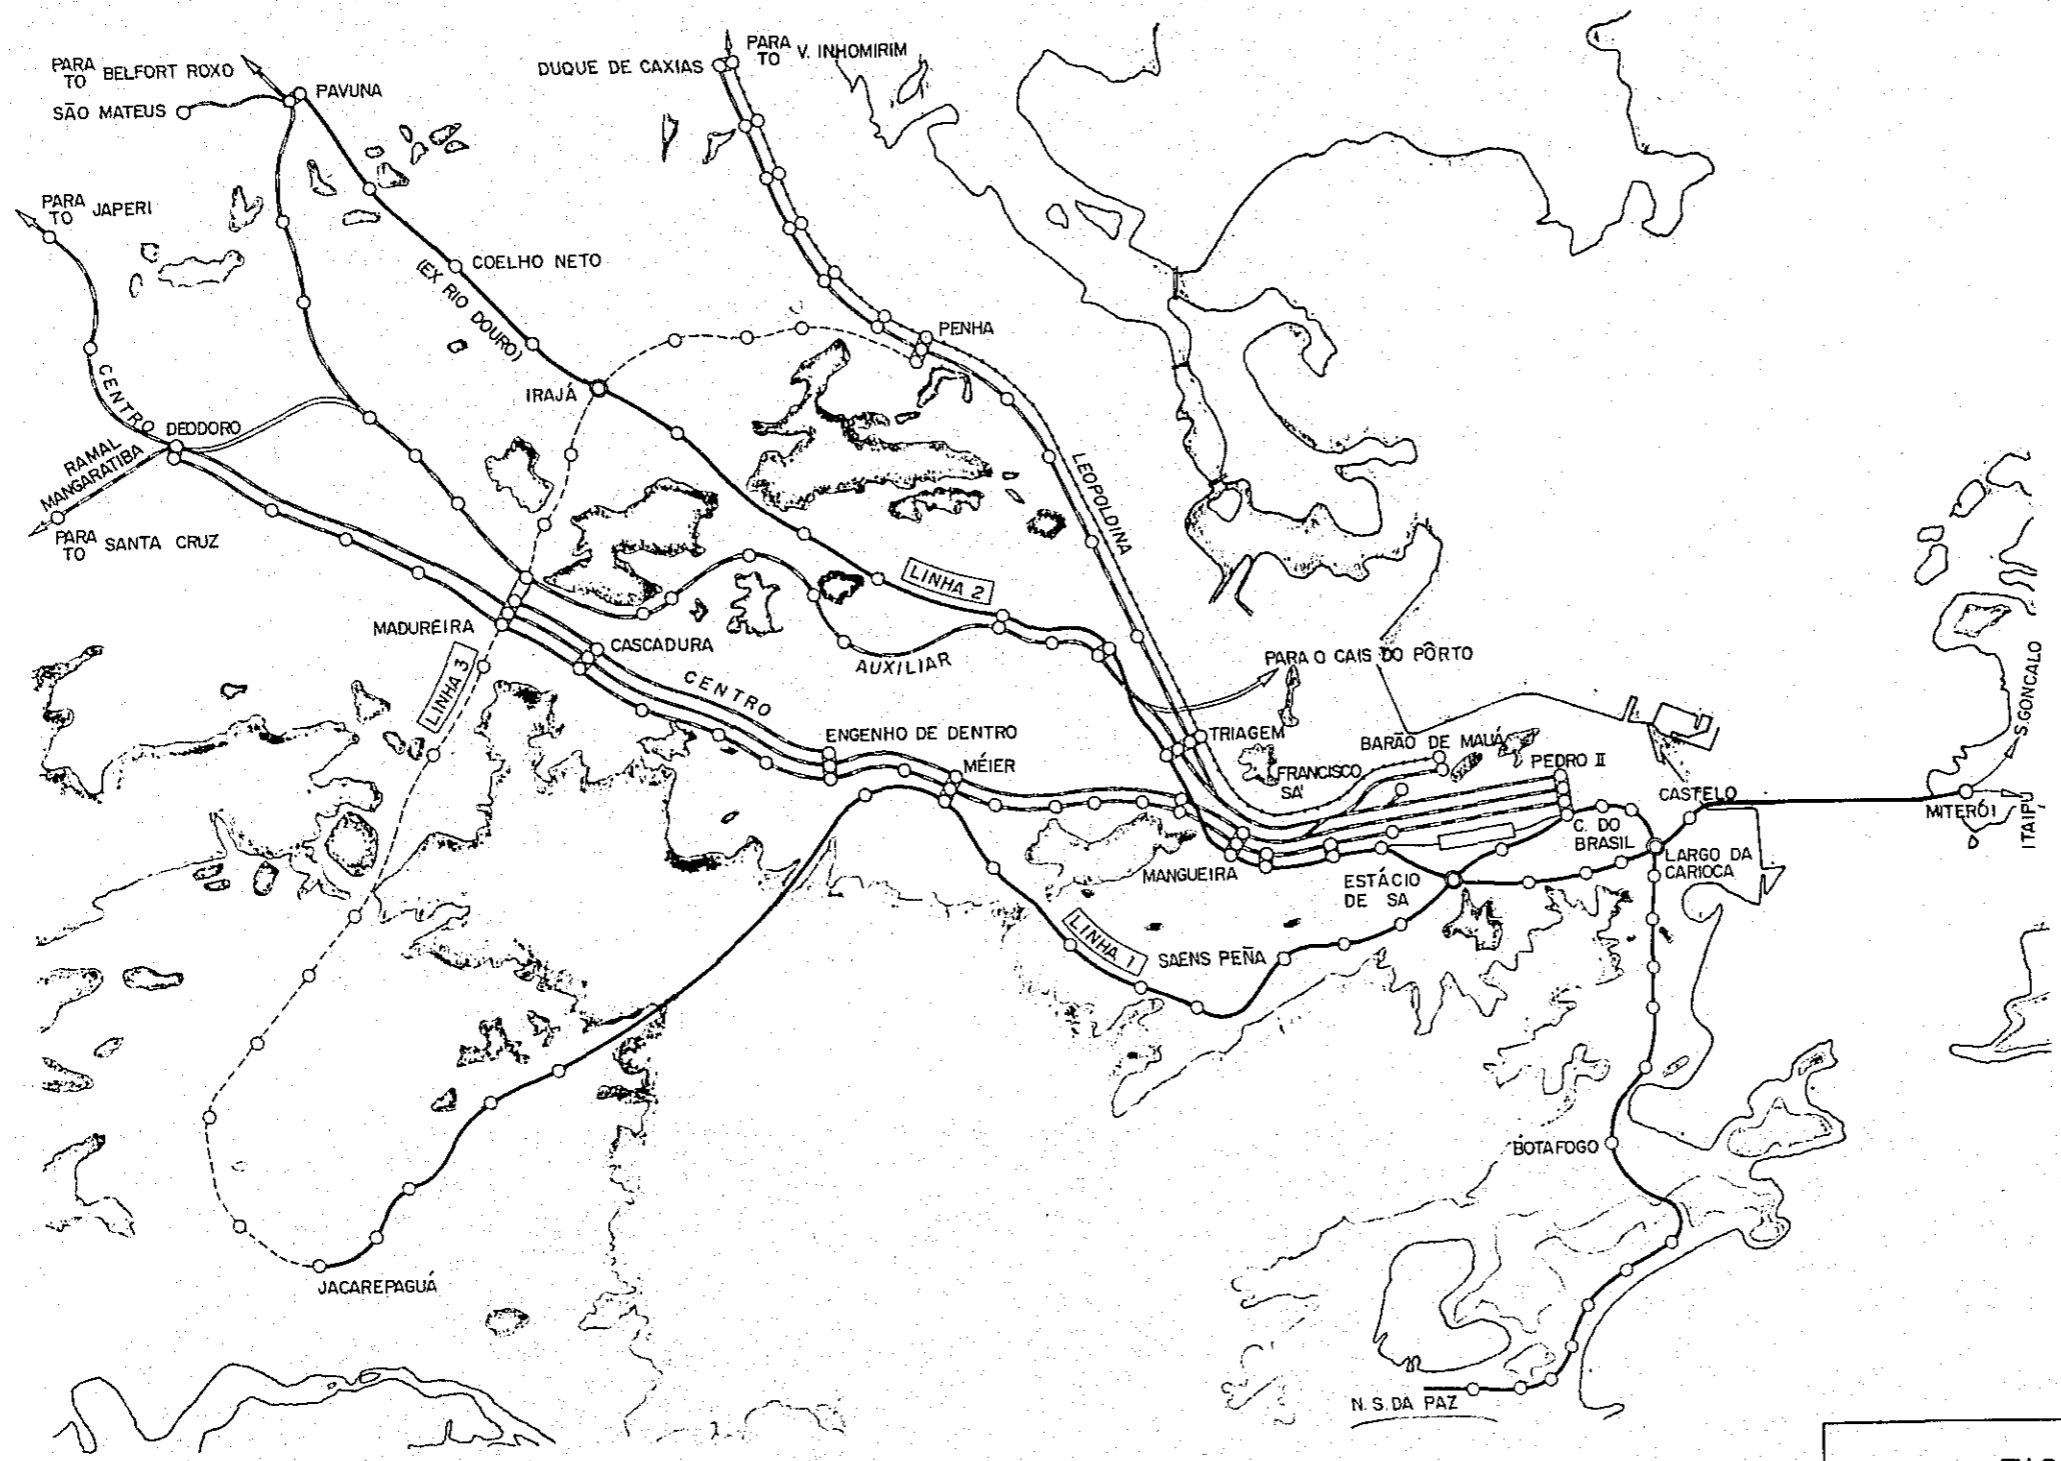 PARA
TO BELFORT ROXO
SÃO MATEUS
PAVUNA
DUQUE DE CAXIAS
PARA
TO V. INHOMIRIM
PARA
TO JAPERI
COELHO NETO
(EX RIO DOURO)
PENHA
IRAJÁ
CENTRO
DEODORO
RAMAL
MANGARATIBA
PARA
TO SANTA CRUZ
LEOPOLDINA
LINHA 2
MADUREIRA
CASCADURA
AUXILIAR
PARA O CAIS DO PÔRTO
LINHA 3
CENTRO
ENGENHO DE DENTRO
MÉIER
TRIAGEM
FRANCISCO
SA'
BARÃO DE MAUÁ
PEDRO II
CASTELO
S.GONCALO
MITERÓI
ITAIPÚ
C. DO
BRASIL
LARGO DA
CARIOCA
MANGUEIRA
ESTÁCIO
DE SA
LINHA 1
SAENS PEÑA
BOTAFOGO
JACAREPAGUÁ
N. S. DA PAZ